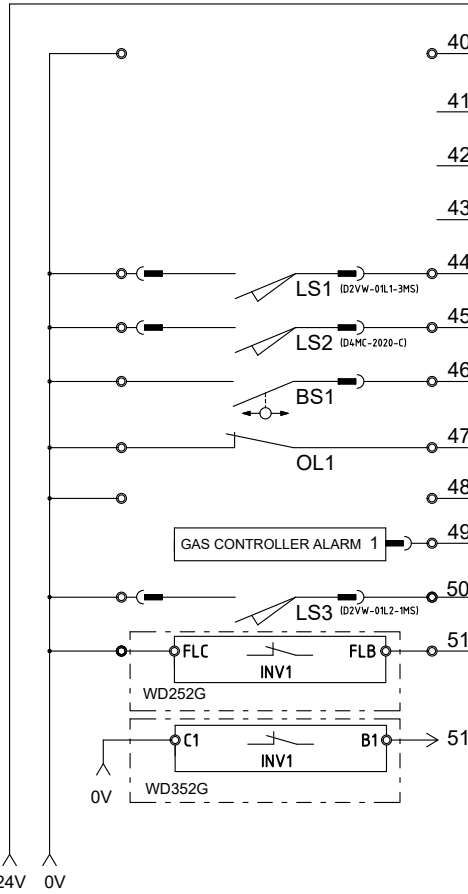 40
41
42
43
44
LS1 (D2VW-01L1-3MS)
45
LS2 (D4MC-2020-C)
46
BS1
47
OL1
48
49
GAS CONTROLLER ALARM 1
50
LS3 (D2VW-01L2-1MS)
51
FLC FLB
INV1
WD252G
C1 B1 51
INV1
0V WD352G
24V 0V